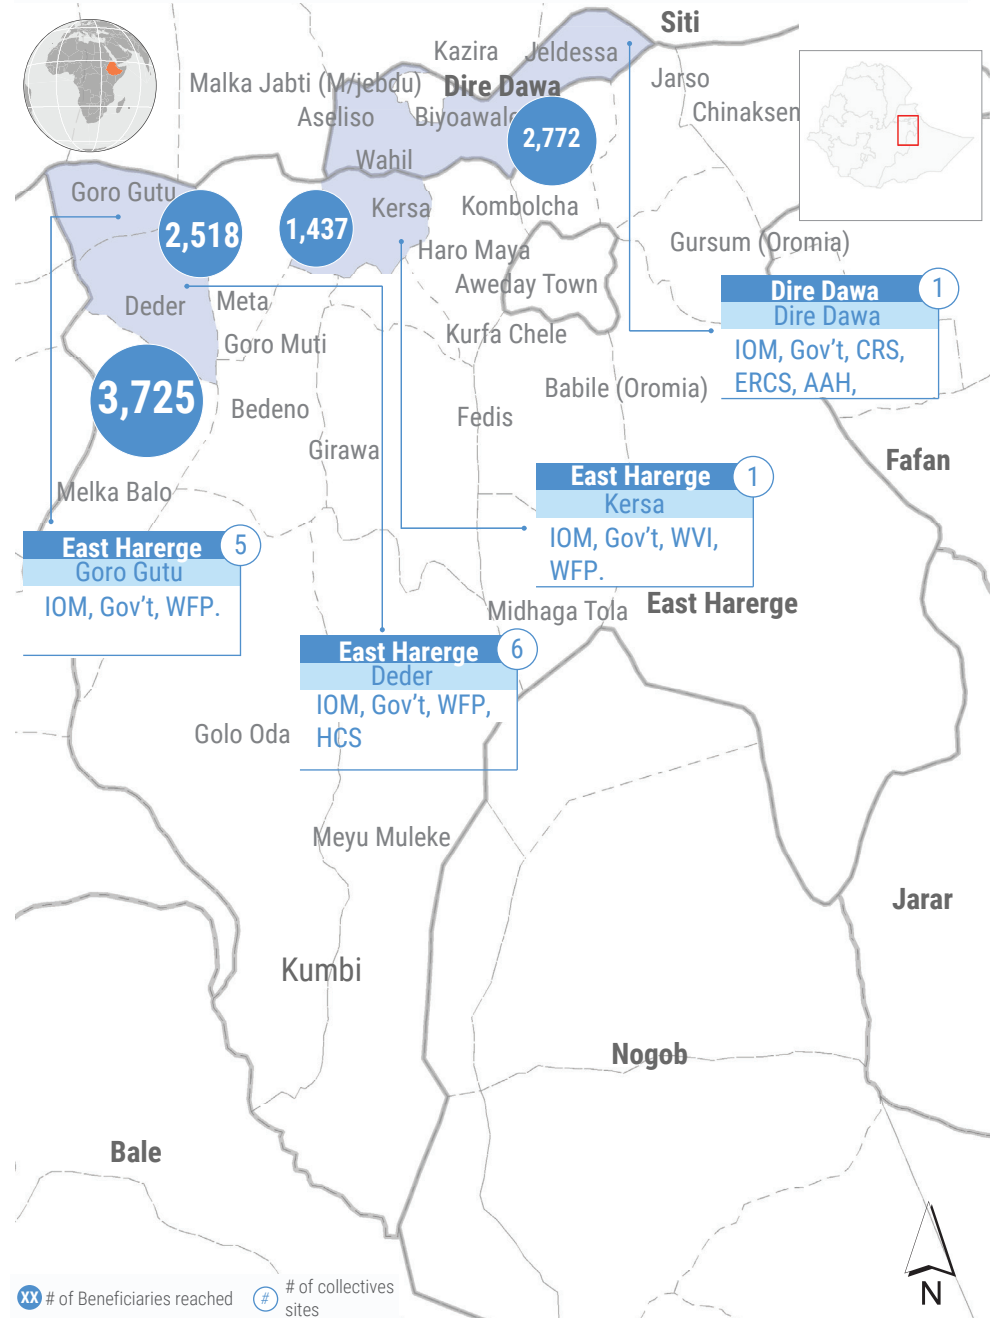 Siti
Kazira
Jeldessa
Malka Jabti (M/jebdu)
Dire Dawa
Jarso
Aseliso
Biyoawale
Chinaksen
2,772
Wahil
Goro Gutu
Kersa
Kombolcha
2,518
1,437
Haro Maya
Gursum (Oromia)
Aweday Town
Deder
Meta
Dire Dawa
1
Dire Dawa
IOM, Gov't, CRS,
ERCS, AAH,
Goro Muti
Kurfa Chele
3,725
Bedeno
Babile (Oromia)
Fedis
Girawa
Fafan
Melka Balo
East Harerge
1
Kersa
IOM, Gov't, WVI,
WFP.
East Harerge
5
Goro Gutu
IOM, Gov't, WFP.
Midhaga Tola
East Harerge
East Harerge
6
Deder
IOM, Gov't, WFP,
HCS
Golo Oda
Meyu Muleke
Jarar
Kumbi
Nogob
Bale
N
XX # of Beneficiaries reached
# # of collectives
sites